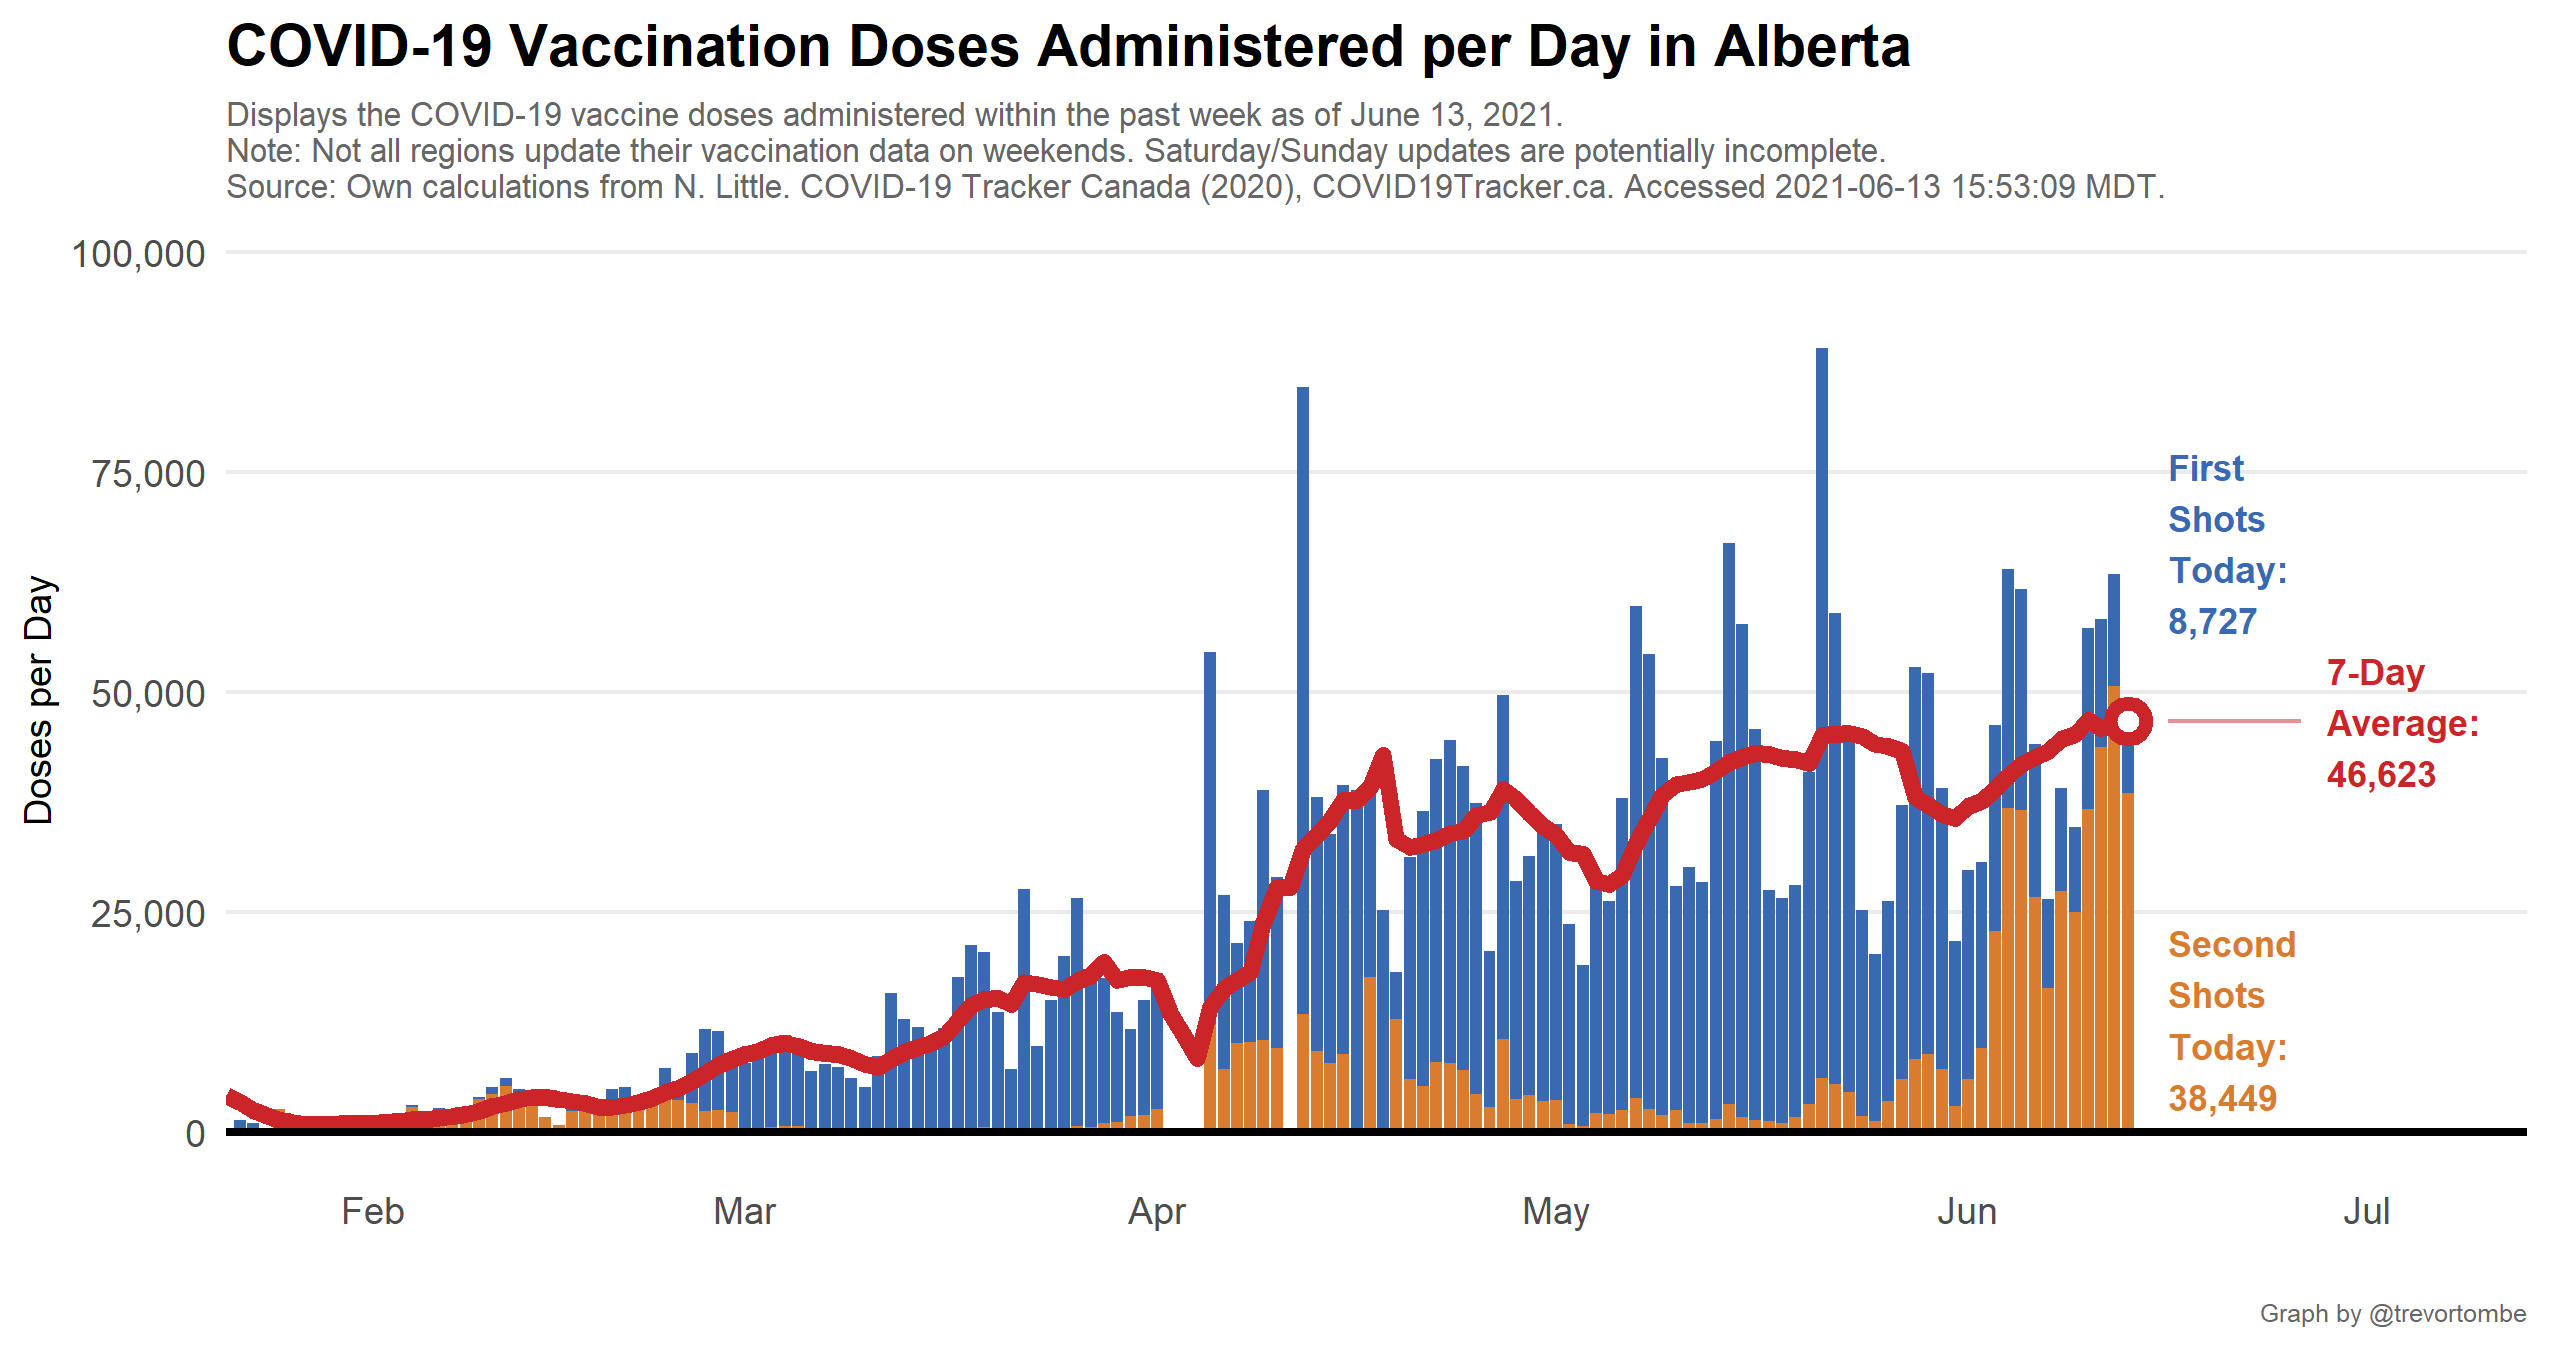 COVID-19 Vaccination Doses Administered per Day in Alberta
Displays the COVID-19 vaccine doses administered within the past week as of June 13, 2021.
Note: Not all regions update their vaccination data on weekends. Saturday/Sunday updates are potentially incomplete.
Source: Own calculations from N. Little. COVID-19 Tracker Canada (2020), COVID19Tracker.ca. Accessed 2021-06-13 15:53:09 MDT.
Doses per Day
100,000
75,000
50,000
25,000
0
First
Shots
Today:
8,727
7-Day
Average:
46,623
Second
Shots
Today:
38,449
Feb
Mar
Apr
May
Jun
Jul
Graph by @trevortombe